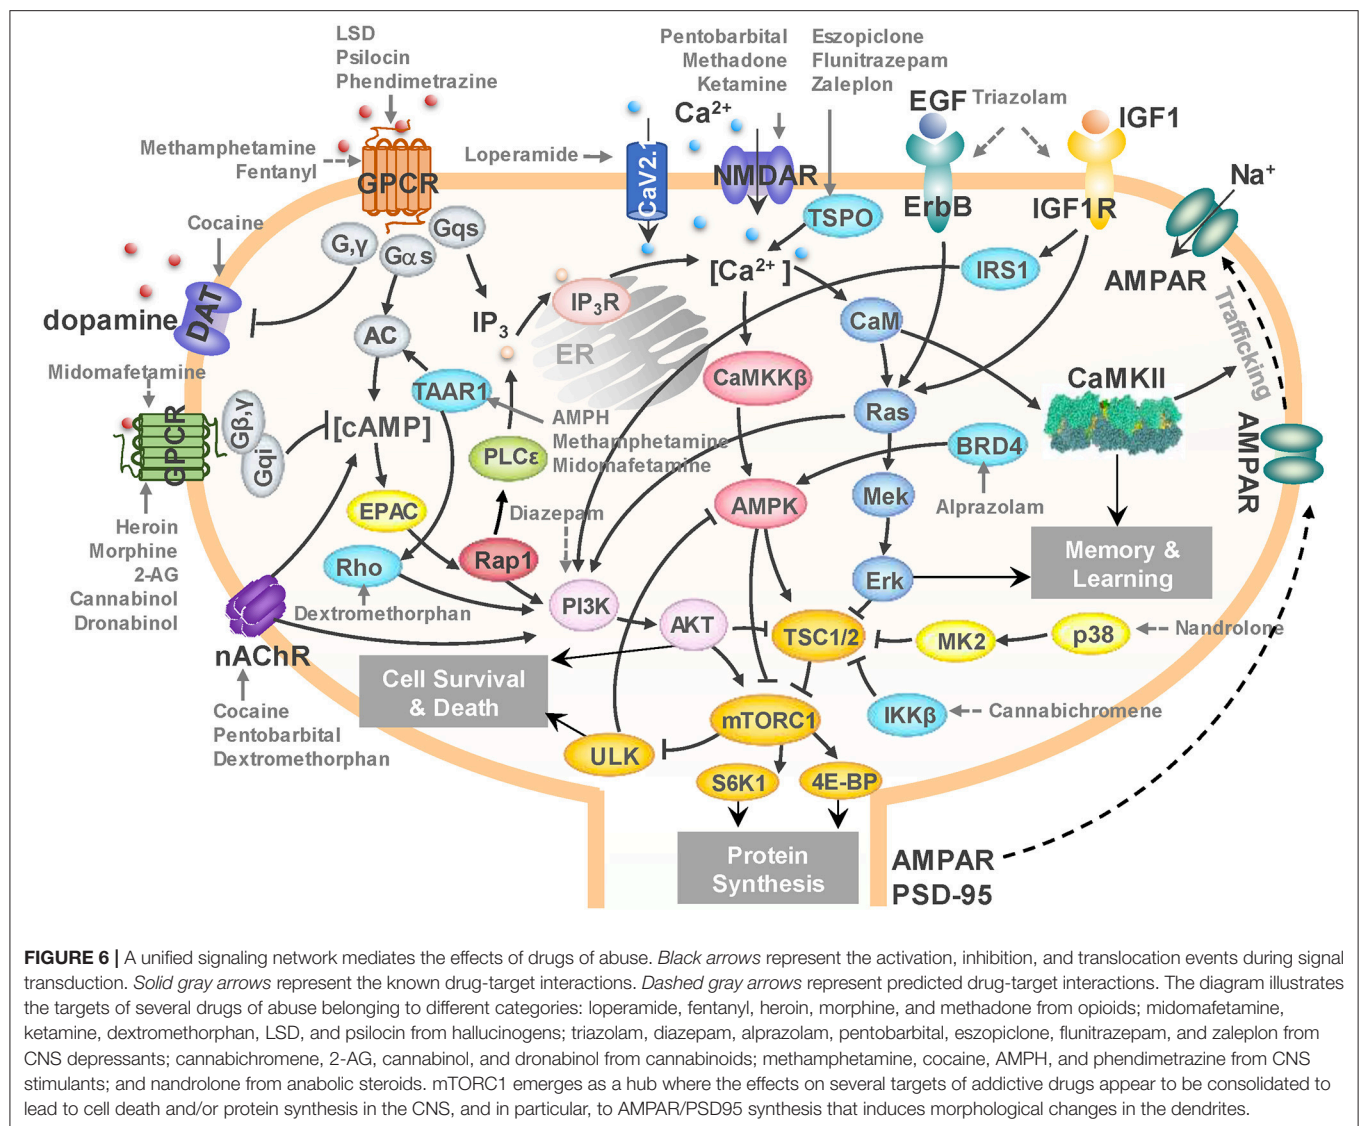 LSD
Psilocin
Phendimetrazine
Pentobarbital
Methadone
Ketamine
Eszopiclone
Flunitrazepam
Zaleplon
Ca2+
EGF
Triazolam
IGF1
Methamphetamine
Fentanyl
GPCR
Loperamide
CaV2.1
NMDAR
TSPO
ErbB
IGF1R
Na+
Cocaine
G,γ
Gαs
Gqs
[Ca2+]
IRS1
AMPAR
dopamine
DAT
AC
IP3
IP3R
ER
CaM
Trafficking
Midomafetamine
TAAR1
CaMKKβ
CaMKII
GPCR
Gβ,γ
Gqi
[cAMP]
AMPH
Methamphetamine
Midomafetamine
PLCε
Ras
BRD4
AMPAR
EPAC
Diazepam
AMPK
Mek
Alprazolam
Heroin
Morphine
2-AG
Cannabinol
Dronabinol
Rho
Rap1
Dextromethorphan
PI3K
Erk
Memory &
Learning
AKT
TSC1/2
MK2
p38
Nandrolone
nAChR
Cell Survival
& Death
Cocaine
Pentobarbital
Dextromethorphan
mTORC1
IKKβ
Cannabichromene
ULK
S6K1
4E-BP
Protein
Synthesis
AMPAR
PSD-95
FIGURE 6 | A unified signaling network mediates the effects of drugs of abuse. Black arrows represent the activation, inhibition, and translocation events during signal
transduction. Solid gray arrows represent the known drug-target interactions. Dashed gray arrows represent predicted drug-target interactions. The diagram illustrates
the targets of several drugs of abuse belonging to different categories: loperamide, fentanyl, heroin, morphine, and methadone from opioids; midomafetamine,
ketamine, dextromethorphan, LSD, and psilocin from hallucinogens; triazolam, diazepam, alprazolam, pentobarbital, eszopiclone, flunitrazepam, and zaleplon from
CNS depressants; cannabichromene, 2-AG, cannabinol, and dronabinol from cannabinoids; methamphetamine, cocaine, AMPH, and phendimetrazine from CNS
stimulants; and nandrolone from anabolic steroids. mTORC1 emerges as a hub where the effects on several targets of addictive drugs appear to be consolidated to
lead to cell death and/or protein synthesis in the CNS, and in particular, to AMPAR/PSD95 synthesis that induces morphological changes in the dendrites.